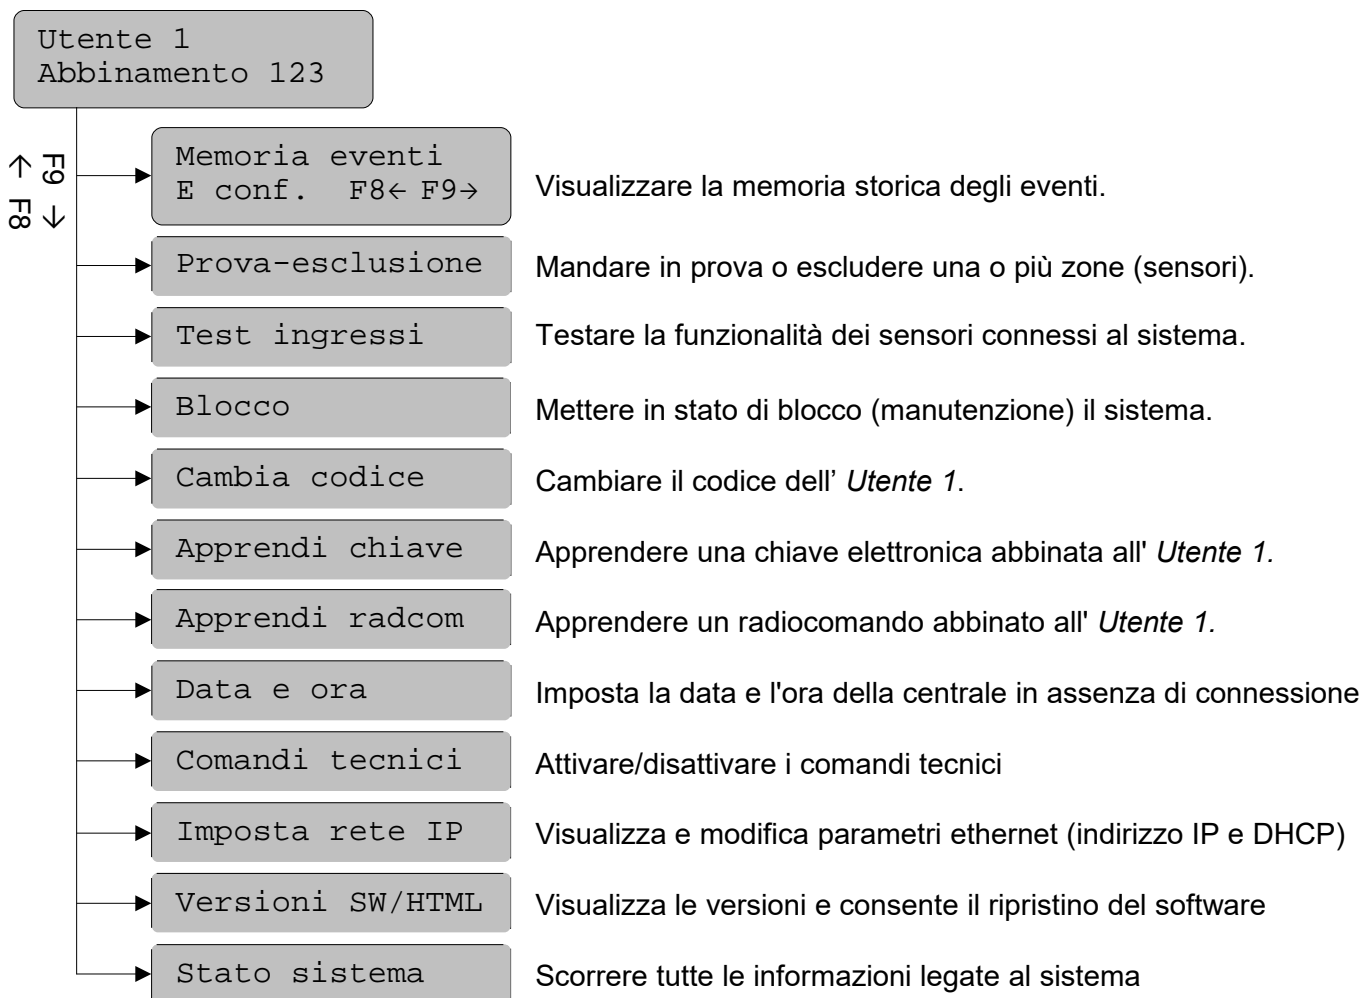 Utente 1
Abbinamento 123
F9 →
← F8
Memoria eventi
E conf. F8← F9→
Visualizzare la memoria storica degli eventi.
Prova-esclusione
Mandare in prova o escludere una o più zone (sensori).
Test ingressi
Testare la funzionalità dei sensori connessi al sistema.
Blocco
Mettere in stato di blocco (manutenzione) il sistema.
Cambia codice
Cambiare il codice dell’ Utente 1.
Apprendi chiave
Apprendere una chiave elettronica abbinata all' Utente 1.
Apprendi radcom
Apprendere un radiocomando abbinato all' Utente 1.
Data e ora
Imposta la data e l'ora della centrale in assenza di connessione
Comandi tecnici
Attivare/disattivare i comandi tecnici
Imposta rete IP
Visualizza e modifica parametri ethernet (indirizzo IP e DHCP)
Versioni SW/HTML
Visualizza le versioni e consente il ripristino del software
Stato sistema
Scorrere tutte le informazioni legate al sistema